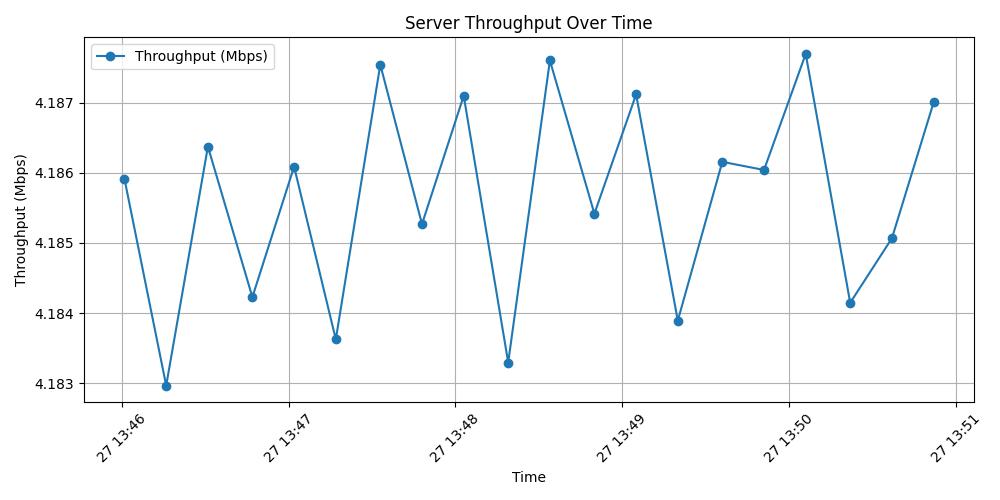 Server Throughput Over Time
Throughput (Mbps)
Throughput (Mbps)
4.187
4.186
4.185
4.184
4.183
27 13:46
27 13:47
27 13:48
27 13:49
27 13:50
27 13:51
Time